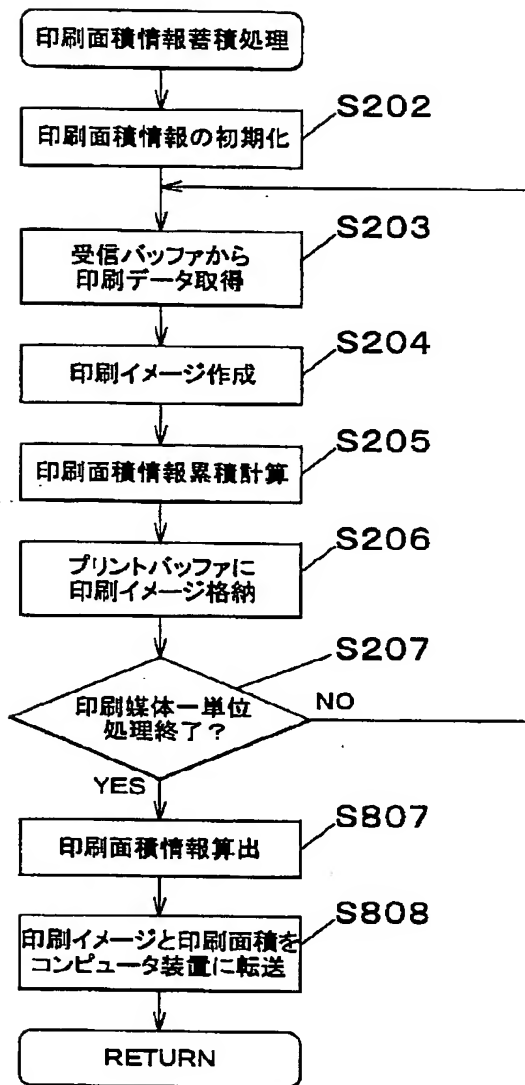 印刷面積情報蓄積処理
S202
印刷面積情報の初期化
S203
受信バッファから
印刷データ取得
S204
印刷イメージ作成
S205
印刷面積情報累積計算
S206
プリントバッファに
印刷イメージ格納
S207
印刷媒体一単位
処理終了?
NO
YES
S807
印刷面積情報算出
S808
印刷イメージと印刷面積を
コンピュータ装置に転送
RETURN